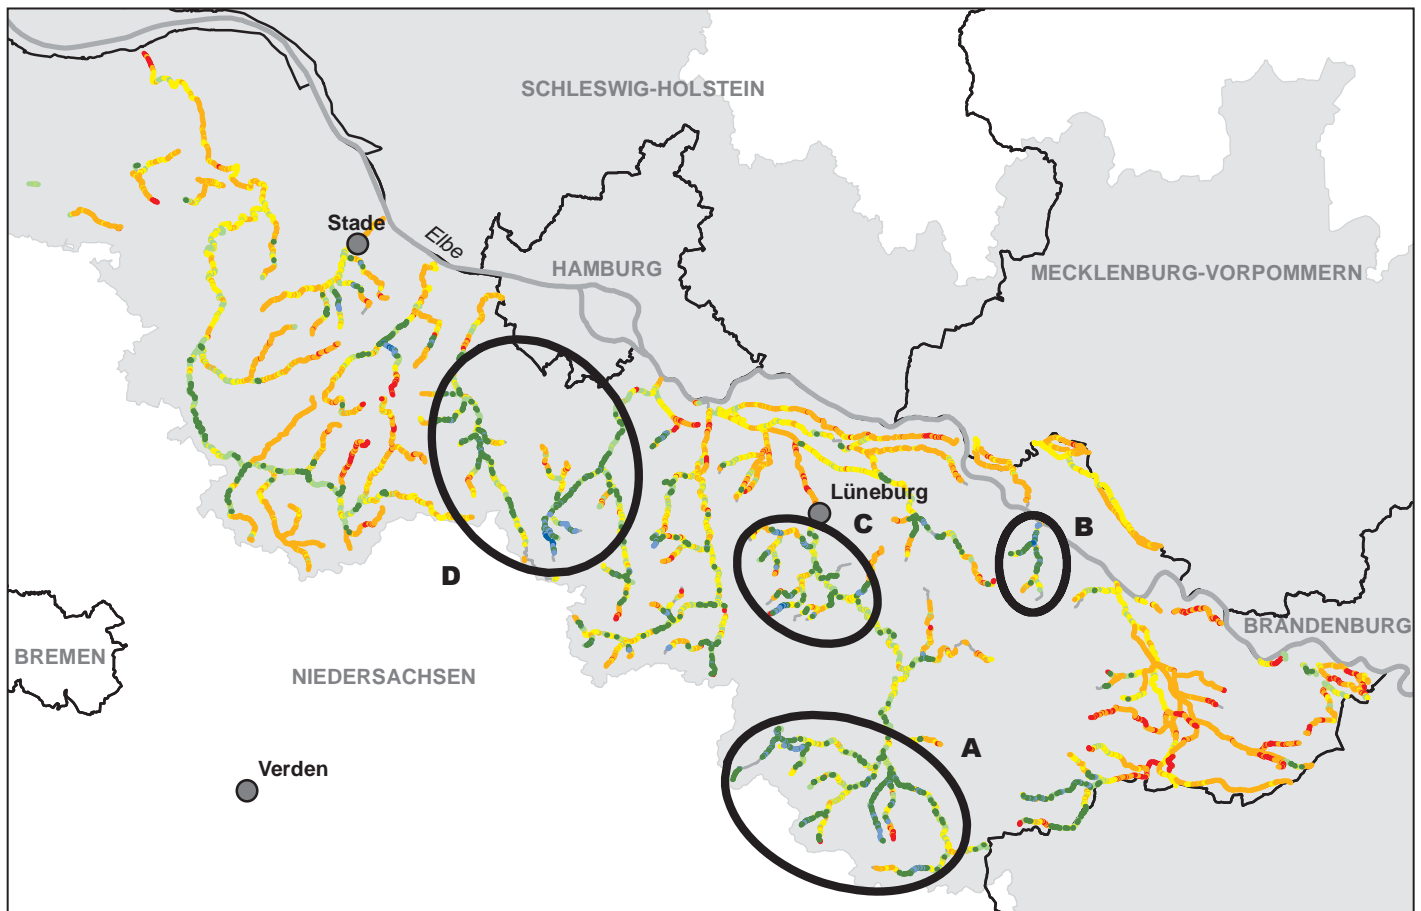 SCHLESWIG-HOLSTEIN
Stade
Elbe
HAMBURG
MECKLENBURG-VORPOMMERN
Lüneburg
C
B
D
BREMEN
NIEDERSACHSEN
BRANDENBURG
A
Verden